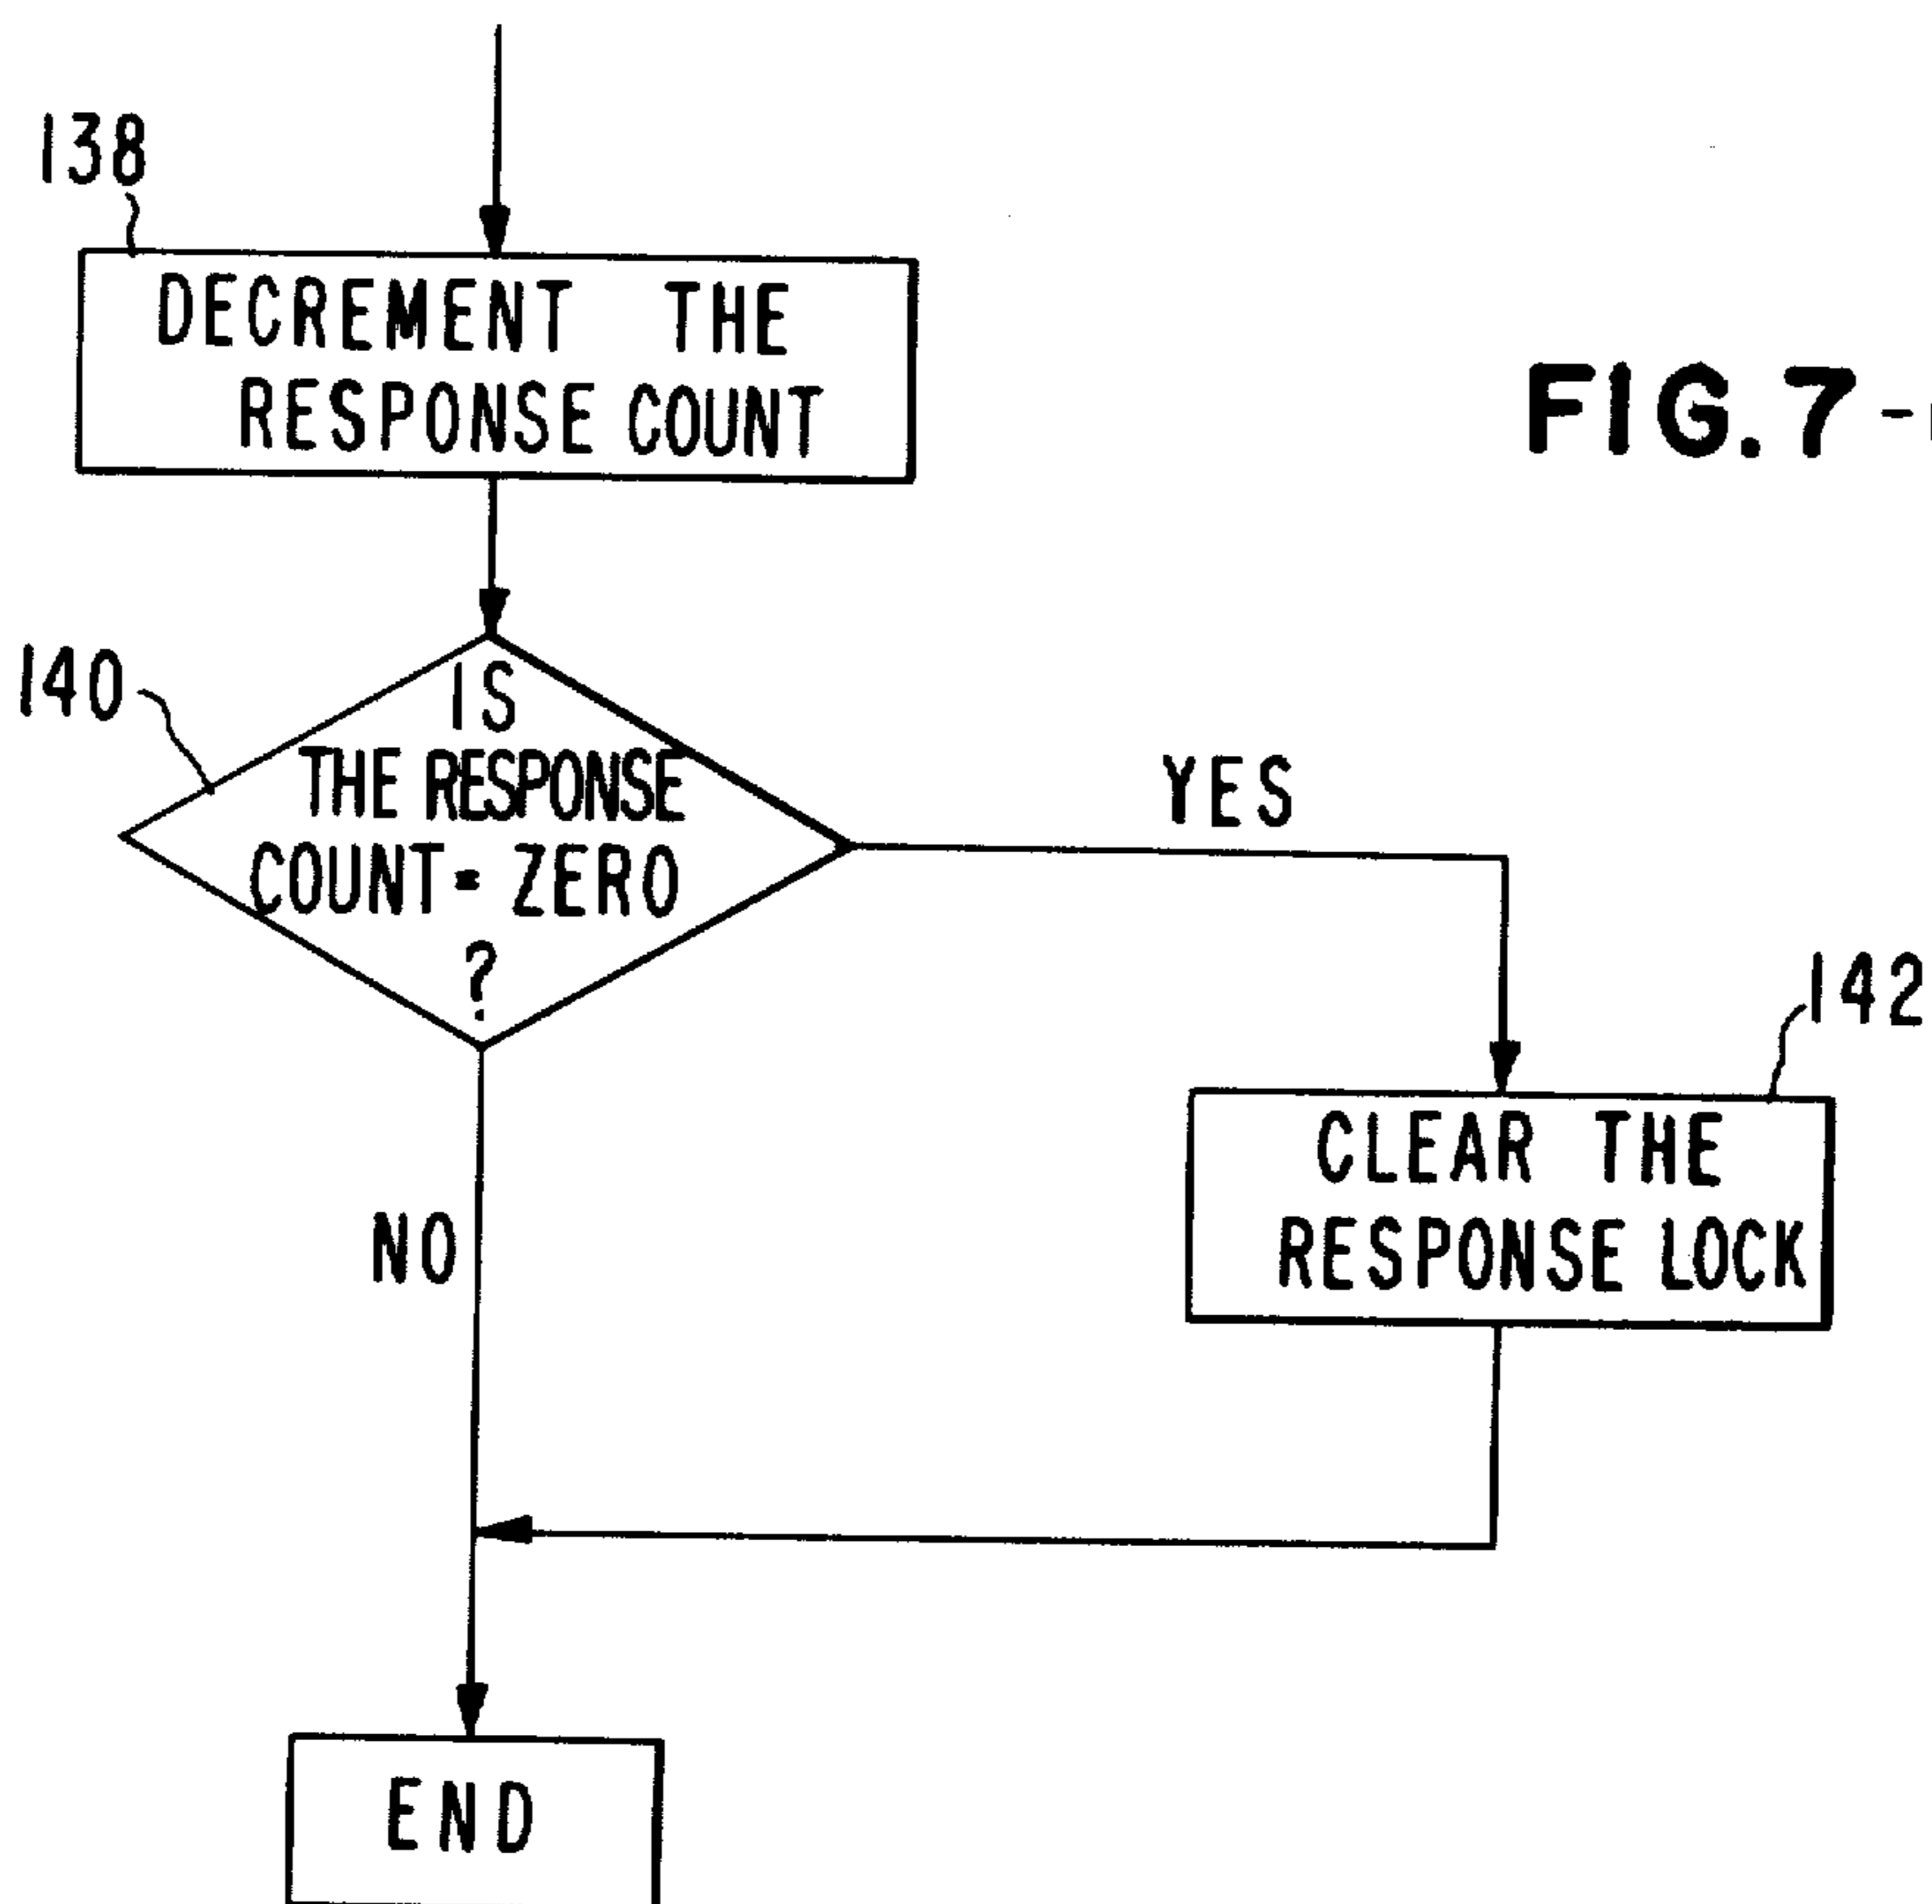 138
DECREMENT THE
RESPONSE COUNT
FIG. 7-
140
IS
THE RESPONSE
COUNT = ZERO
?
YES
142
CLEAR THE
RESPONSE LOCK
NO
END